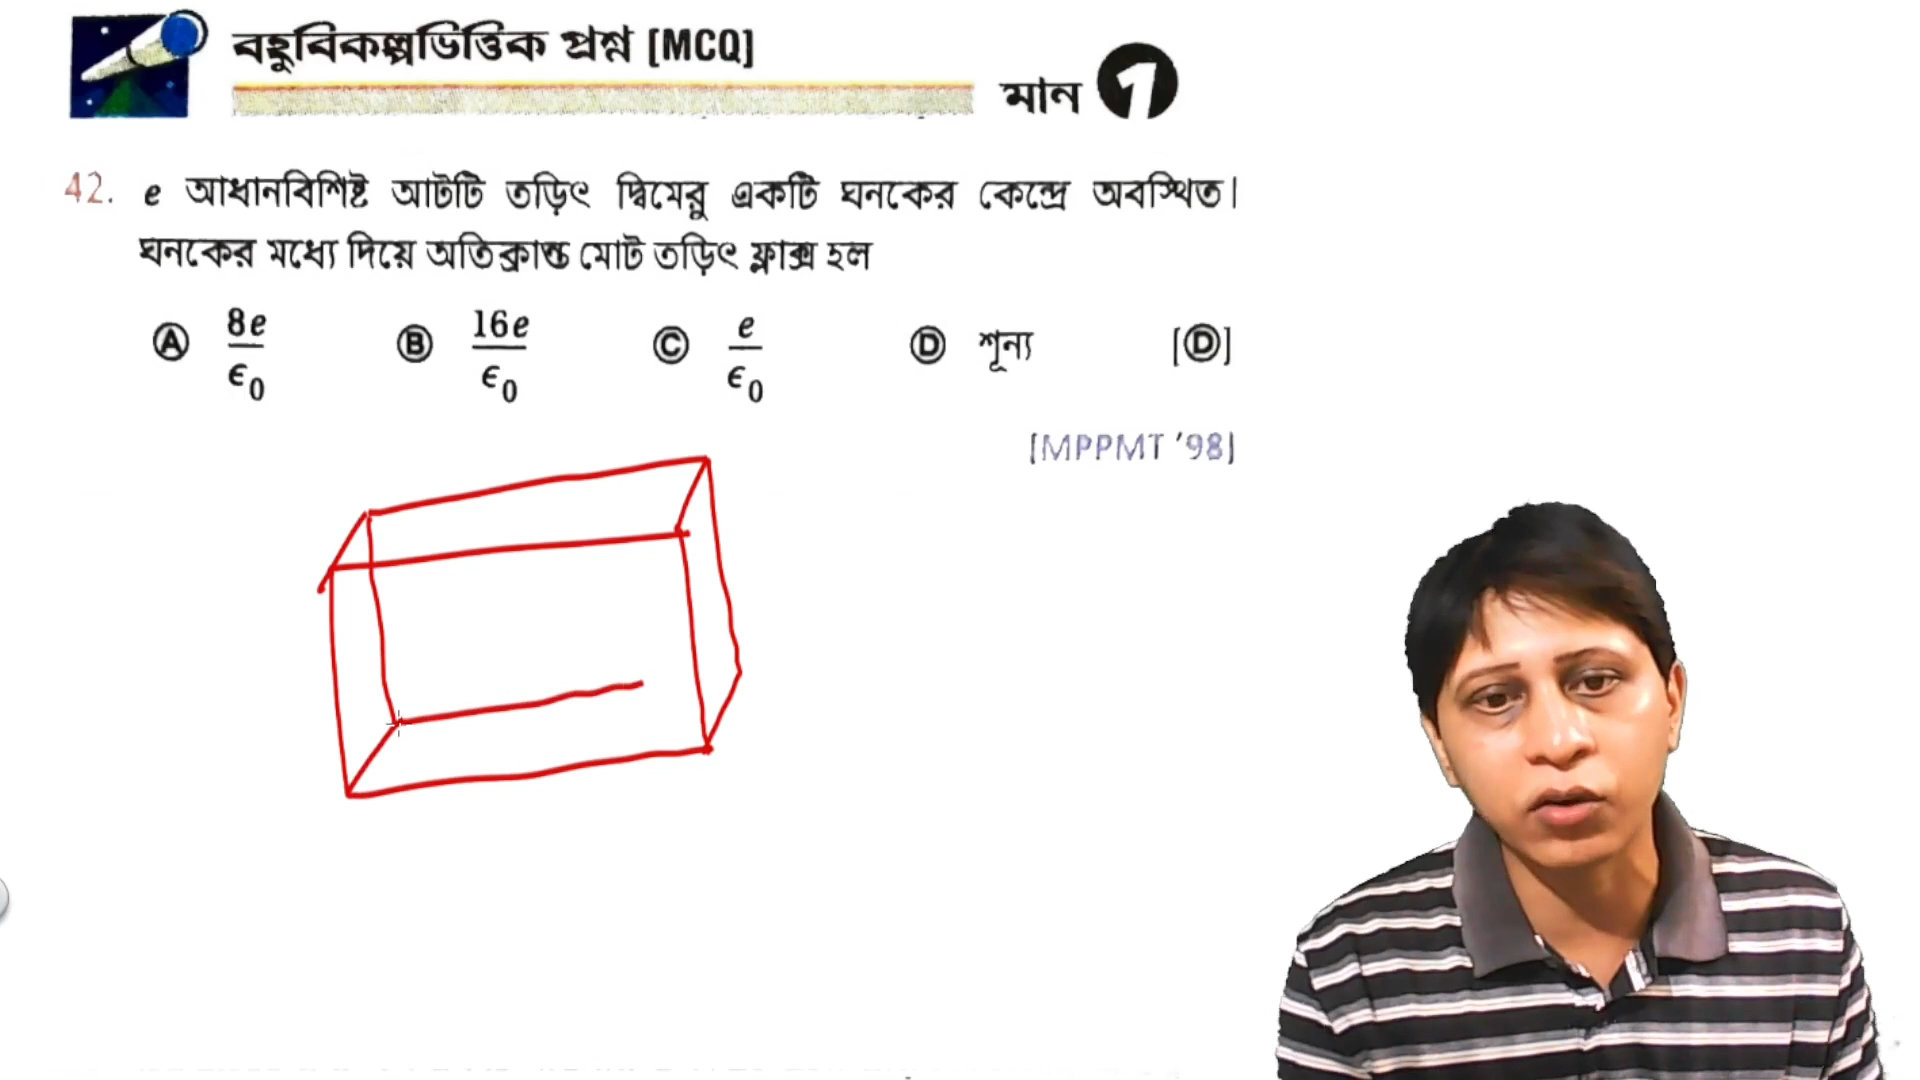 বহুবিকল্পভিত্তিক প্রশ্ন [MCQ]
মান 1
42. e আধানবিশিষ্ট আটটি তড়িৎ দ্বিমেরু একটি ঘনকের কেন্দ্রে অবস্থিত।
ঘনকের মধ্যে দিয়ে অতিক্রান্ত মোট তড়িৎ ফ্লাক্স হল
Ⓐ 8e/ϵ₀ Ⓑ 16e/ϵ₀ Ⓒ e/ϵ₀ Ⓓ শূন্য [Ⓓ]
[MPPMT '98]